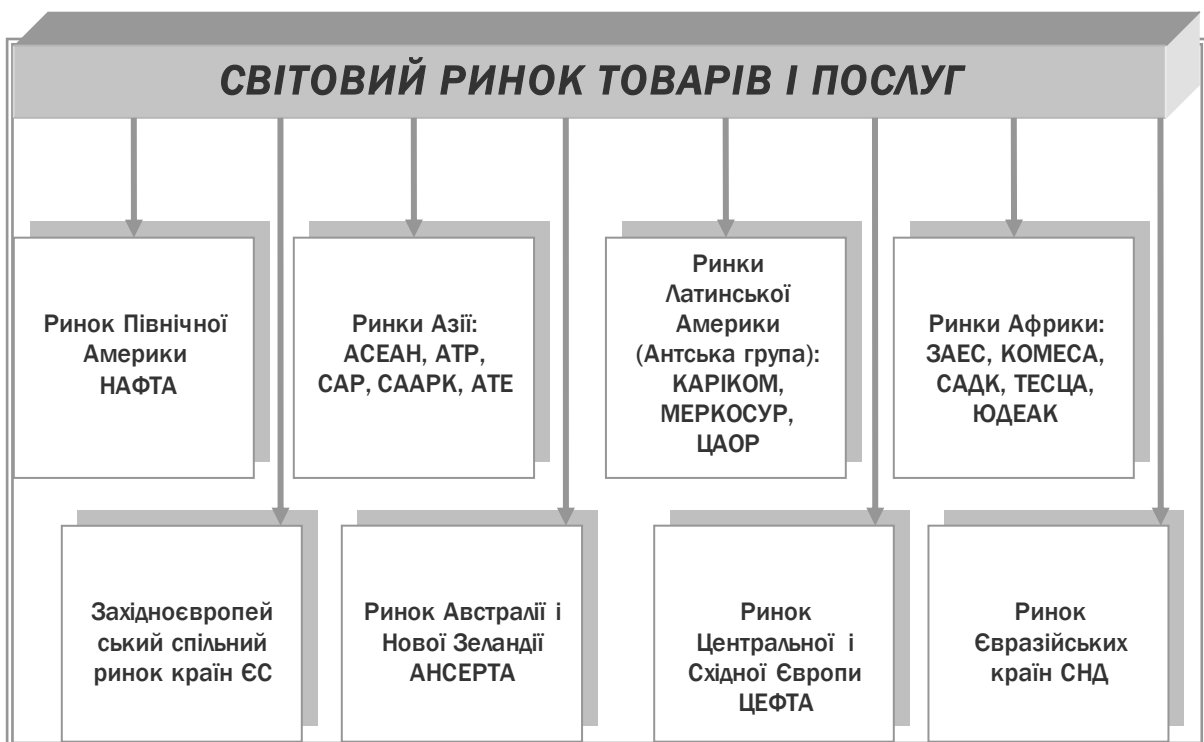 СВІТОВИЙ РИНОК ТОВАРІВ І ПОСЛУГ
Ринок Північної
Америки
НАФТА
Ринки Азії:
АСЕАН, АТР,
САР, СААРК, АТЕ
Ринки
Латинської
Америки
(Антська група):
КАРІКОМ,
МЕРКОСУР,
ЦАОР
Ринки Африки:
ЗАЕС, КОМЕСА,
САДК, ТЕСЦА,
ЮДЕАК
Західноєвропей
ський спільний
ринок країн ЄС
Ринок Австралії і
Нової Зеландії
АНСЕРТА
Ринок
Центральної і
Східної Європи
ЦЕФТА
Ринок
Євразійських
країн СНД